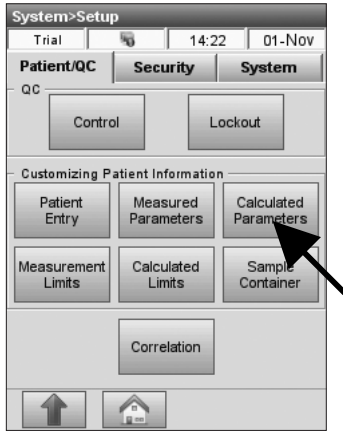 System>Setup
Trial 14:22 01-Nov
Patient/QC Security System
QC
Control Lockout
Customizing Patient Information
Patient Measured Calculated
Entry Parameters Parameters
Measurement Calculated Sample
Limits Limits Container
Correlation